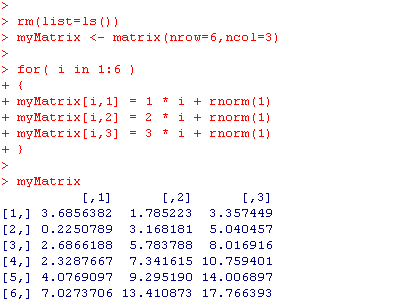 >
> rm(list=ls())
> myMatrix <- matrix(nrow=6,ncol=3)
>
> for( i in 1:6 )
+ {
+ myMatrix[i,1] = 1 * i + rnorm(1)
+ myMatrix[i,2] = 2 * i + rnorm(1)
+ myMatrix[i,3] = 3 * i + rnorm(1)
+ }
>
> myMatrix
          [,1]      [,2]      [,3]
[1,] 3.6856382  1.785223  3.357449
[2,] 0.2250789  3.168181  5.040457
[3,] 2.6866188  5.783788  8.016916
[4,] 2.3287667  7.341615 10.759401
[5,] 4.0769097  9.295190 14.006897
[6,] 7.0273706 13.410873 17.766393